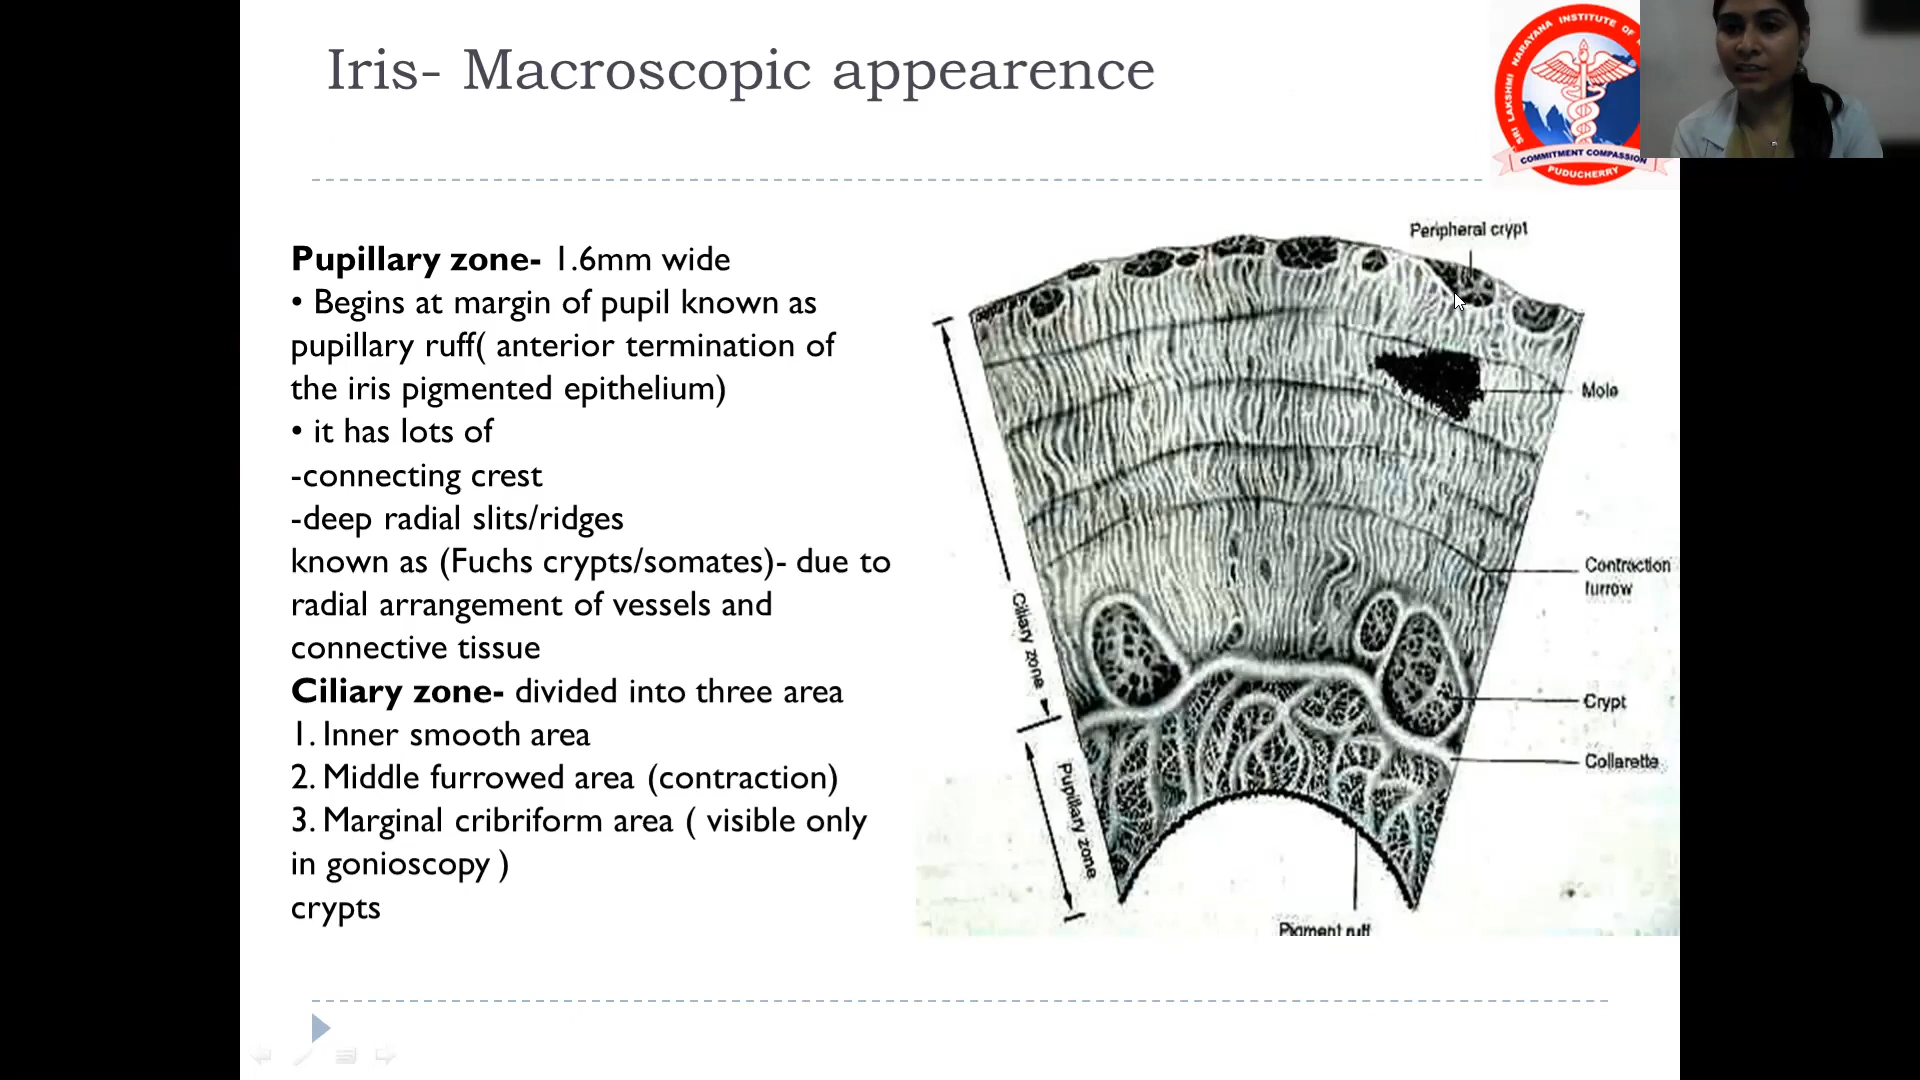 Iris- Macroscopic appearence
SRI LAKSHMI NARAYANA INSTITUTE OF
COMMITMENT COMPASSION
PUDUCHERRY
Pupillary zone- 1.6mm wide
• Begins at margin of pupil known as
pupillary ruff( anterior termination of
the iris pigmented epithelium)
• it has lots of
-connecting crest
-deep radial slits/ridges
known as (Fuchs crypts/somates)- due to
radial arrangement of vessels and
connective tissue
Ciliary zone- divided into three area
1. Inner smooth area
2. Middle furrowed area (contraction)
3. Marginal cribriform area ( visible only
in gonioscopy )
crypts
Peripheral crypt
Mole
Contraction
furrow
Ciliary zone
Crypt
Collarette
Pupillary zone
Pigment ruff